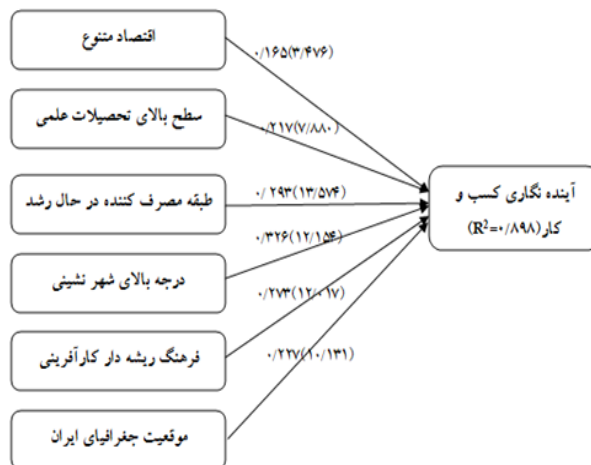 اقتصاد متنوع
۰/۱۶۵(۳/۴۷۶)
سطح بالای تحصیلات علمی
۰/۲۱۷(۷/۸۸۰)
طبقه مصرف کننده در حال رشد
۰/۲۹۳(۱۳/۵۷۴)
آینده نگاری کسب و
کار(R²=۰/۸۹۸)
درجه بالای شهر نشینی
۰/۳۲۶(۱۲/۱۵۴)
فرهنگ ریشه دار کارآفرینی
۰/۲۷۳(۱۲/۰۱۷)
موقعیت جغرافیای ایران
۰/۲۲۷(۱۰/۱۳۱)